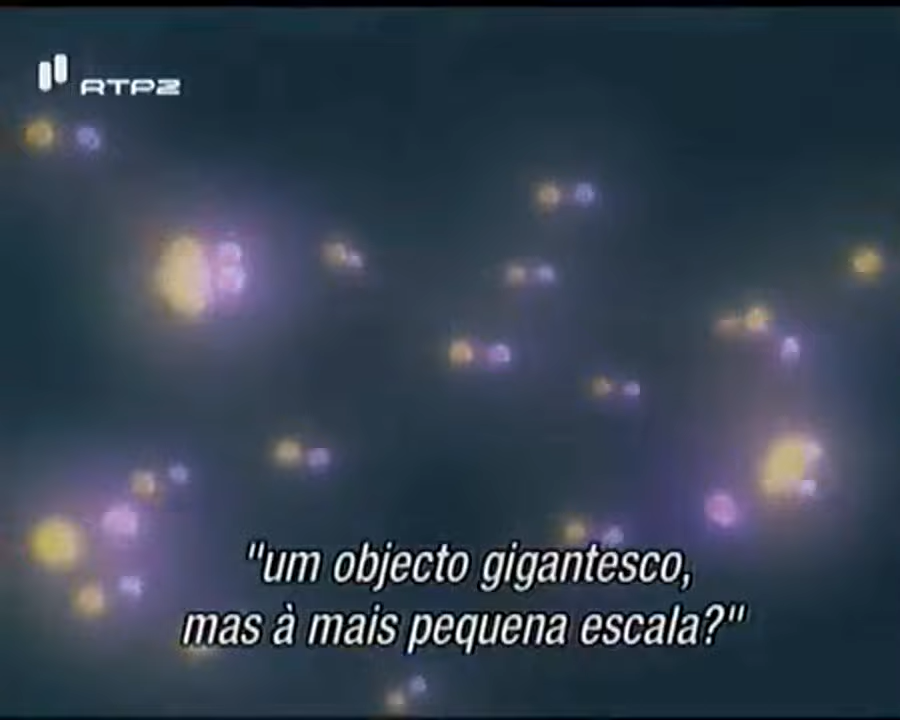 RTP2
"um objecto gigantesco,
mas à mais pequena escala?"